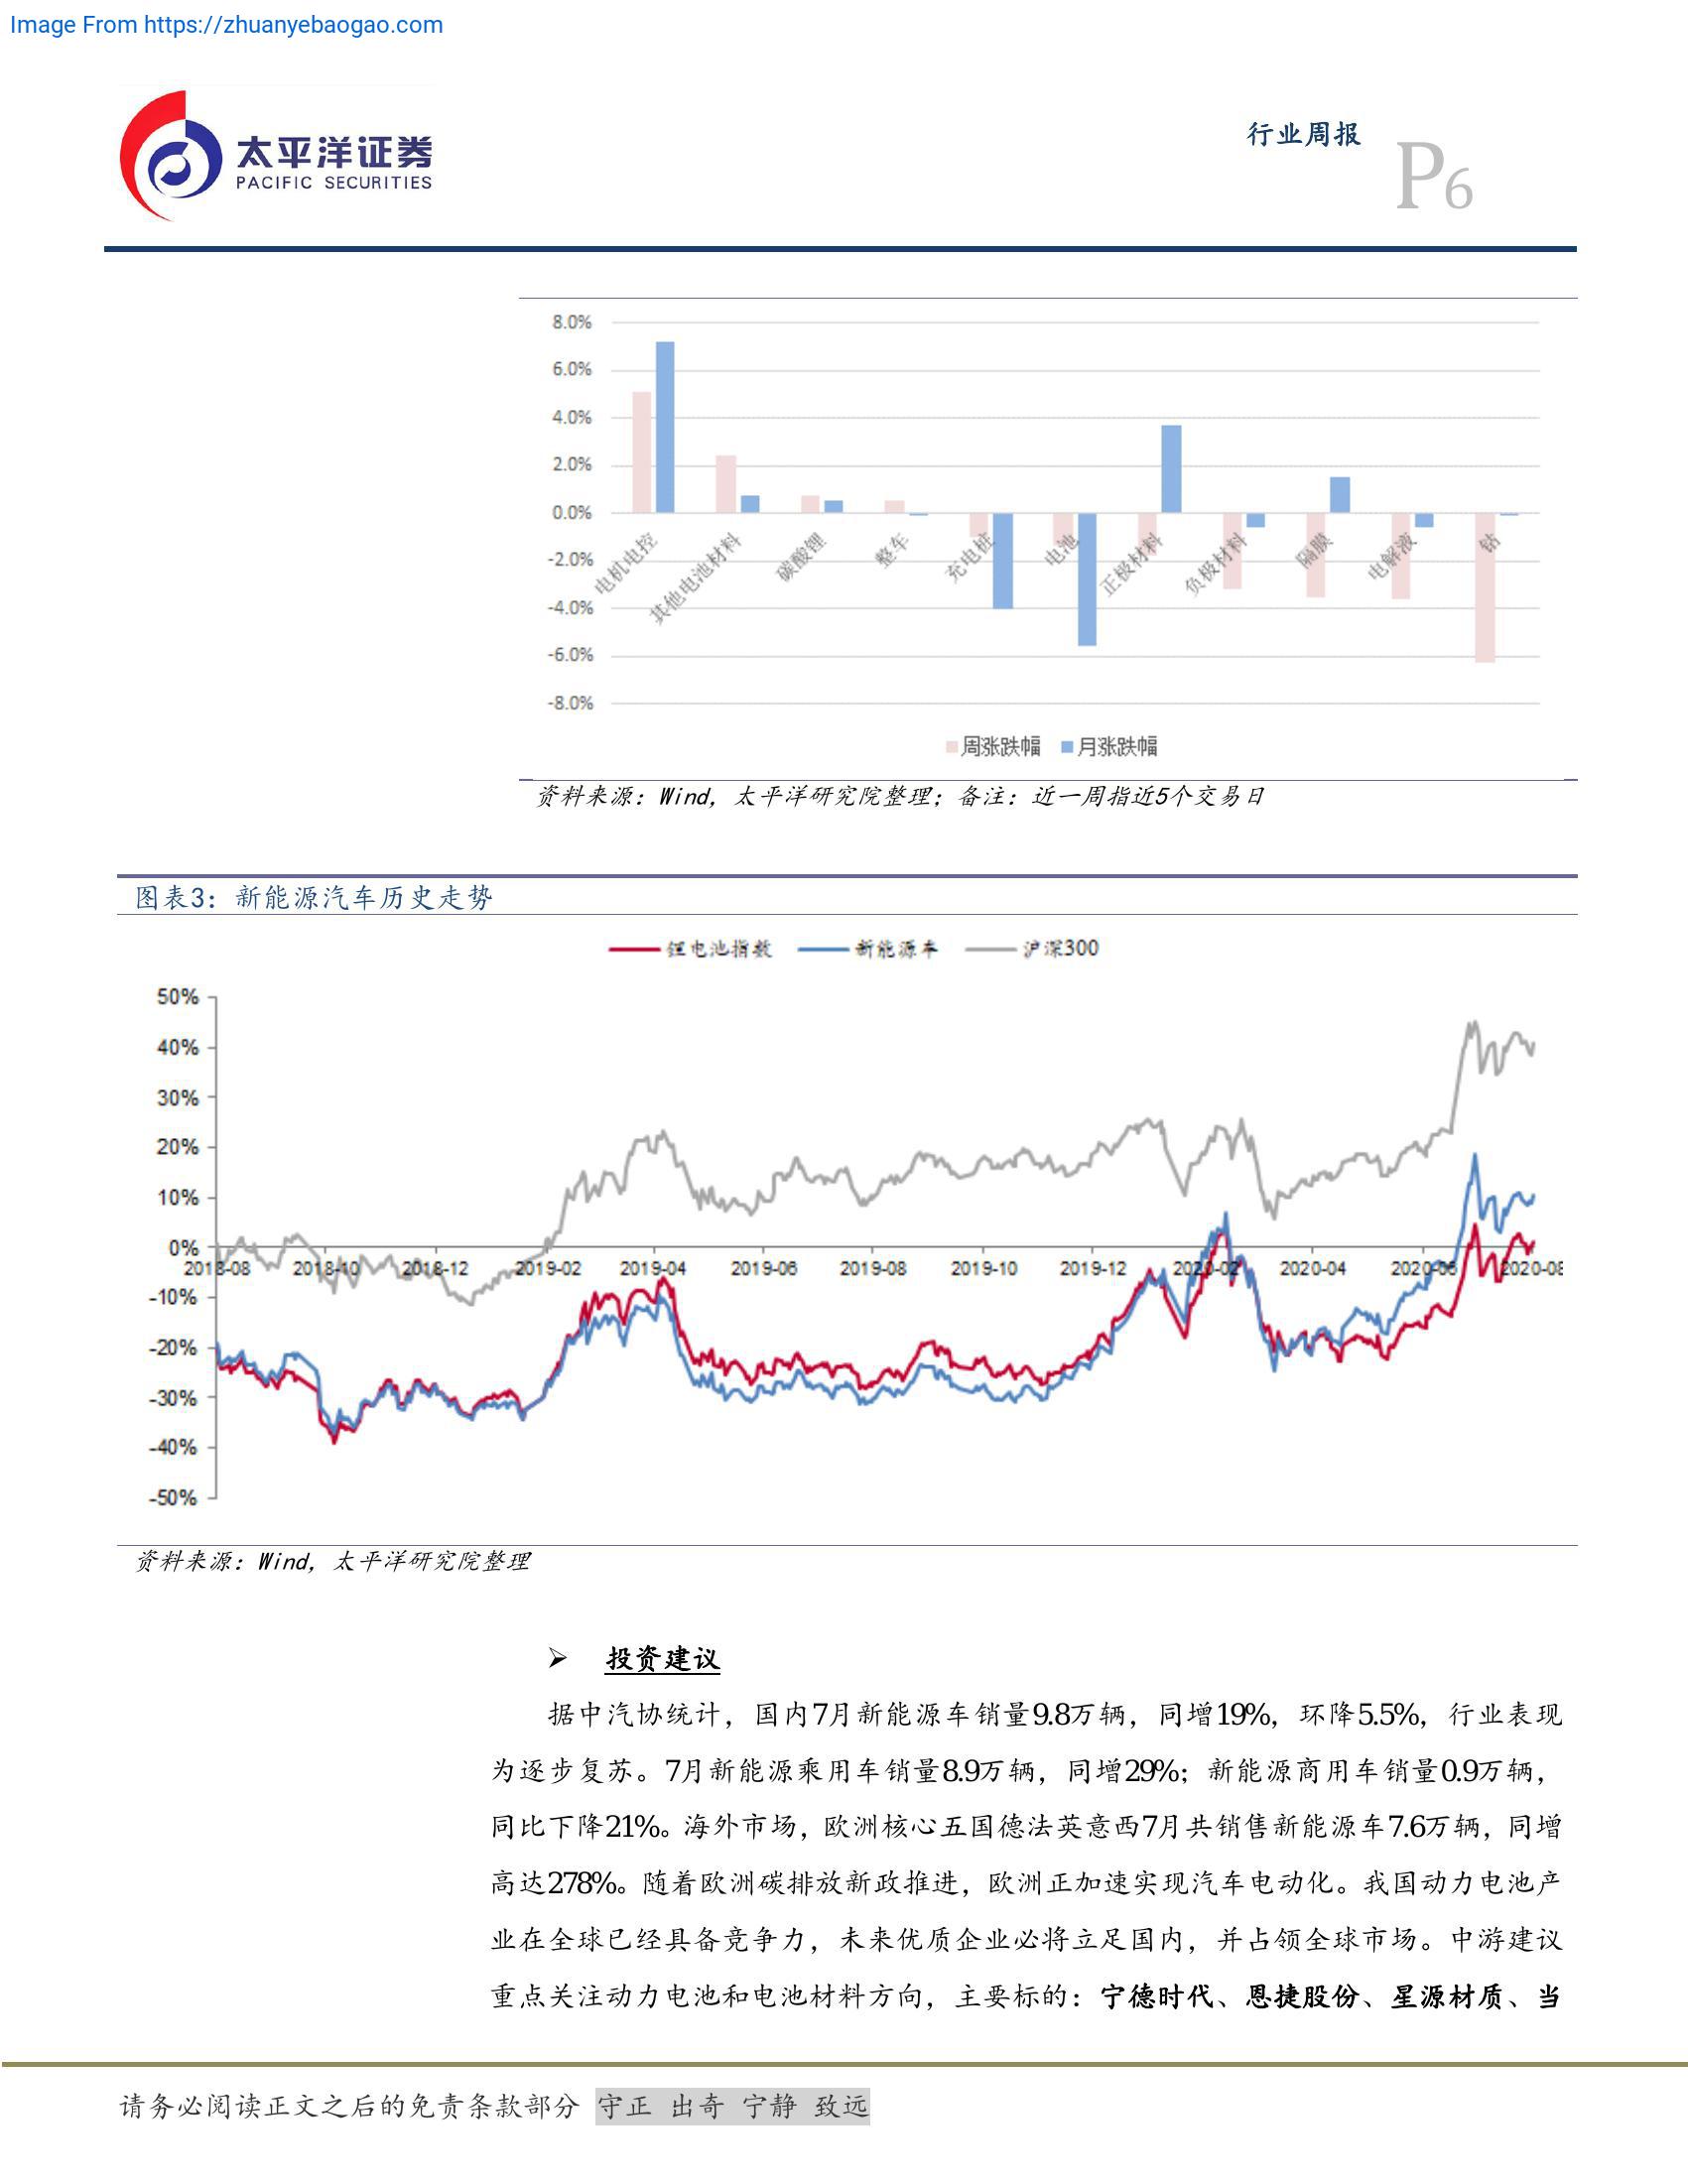 Image From https://zhuanyebaogao.com
太平洋证券
PACIFIC SECURITIES
行业周报
P6
8.0%
6.0%
4.0%
2.0%
0.0%
-2.0%
-4.0%
-6.0%
-8.0%
电机电控
其他电池材料
碳酸锂
整车
充电桩
电池
正极材料
负极材料
隔膜
电解液
钴
周涨跌幅 月涨跌幅
资料来源：Wind，太平洋研究院整理；备注：近一周指近5个交易日
图表3：新能源汽车历史走势
锂电池指数 新能源车 沪深300
50%
40%
30%
20%
10%
0%
-10%
-20%
-30%
-40%
-50%
2018-08 2018-10 2018-12 2019-02 2019-04 2019-06 2019-08 2019-10 2019-12 2020-02 2020-04 2020-06 2020-08
资料来源：Wind，太平洋研究院整理
➢ 投资建议
据中汽协统计，国内7月新能源车销量9.8万辆，同增19%，环降5.5%，行业表现
为逐步复苏。7月新能源乘用车销量8.9万辆，同增29%；新能源商用车销量0.9万辆，
同比下降21%。海外市场，欧洲核心五国德法英意西7月共销售新能源车7.6万辆，同增
高达278%。随着欧洲碳排放新政推进，欧洲正加速实现汽车电动化。我国动力电池产
业在全球已经具备竞争力，未来优质企业必将立足国内，并占领全球市场。中游建议
重点关注动力电池和电池材料方向，主要标的：宁德时代、恩捷股份、星源材质、当
请务必阅读正文之后的免责条款部分 守正 出奇 宁静 致远